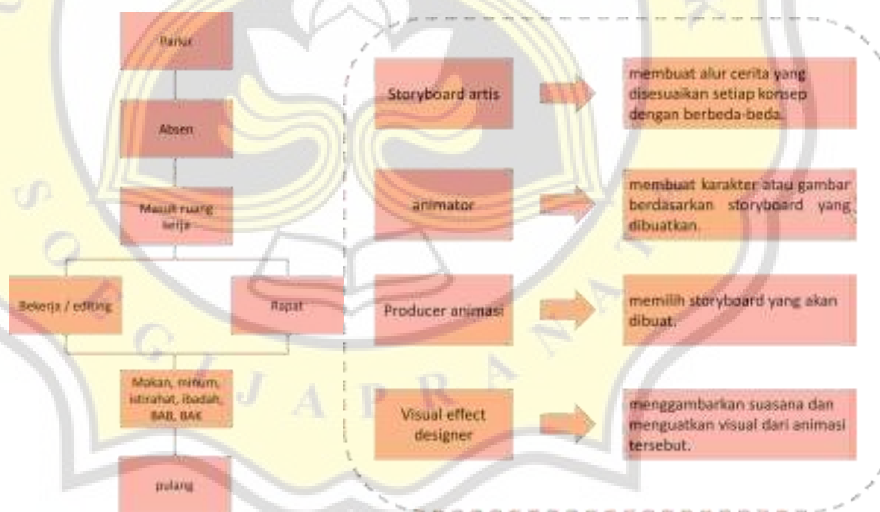 Parkir
Absen
Masuk ruang
kerja
Bekerja / editing
Rapat
Makan, minum,
istirahat, ibadah,
BAB, BAK
pulang
Storyboard artis
membuat alur cerita yang
disesuaikan setiap konsep
dengan berbeda-beda.
animator
membuat karakter atau gambar
berdasarkan storyboard yang
dibuatkan.
Producer animasi
memilih storyboard yang akan
dibuat.
Visual effect
designer
menggambarkan suasana dan
menguatkan visual dari animasi
tersebut.
SOEGIJAPRANATA
K